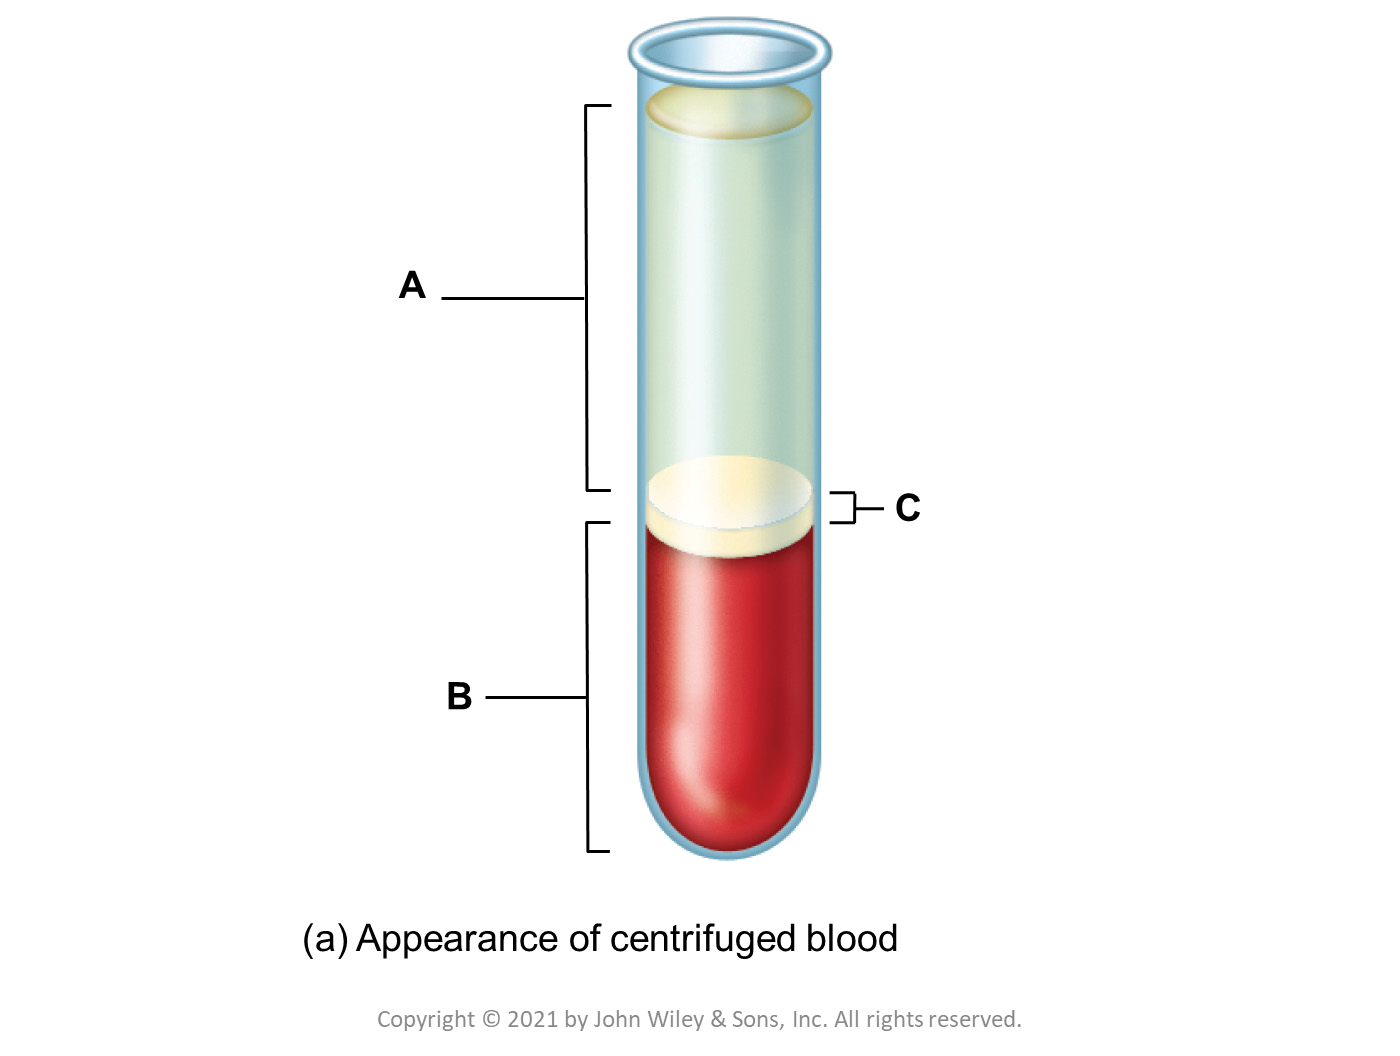 A
C
B
(a) Appearance of centrifuged blood
Copyright © 2021 by John Wiley & Sons, Inc. All rights reserved.